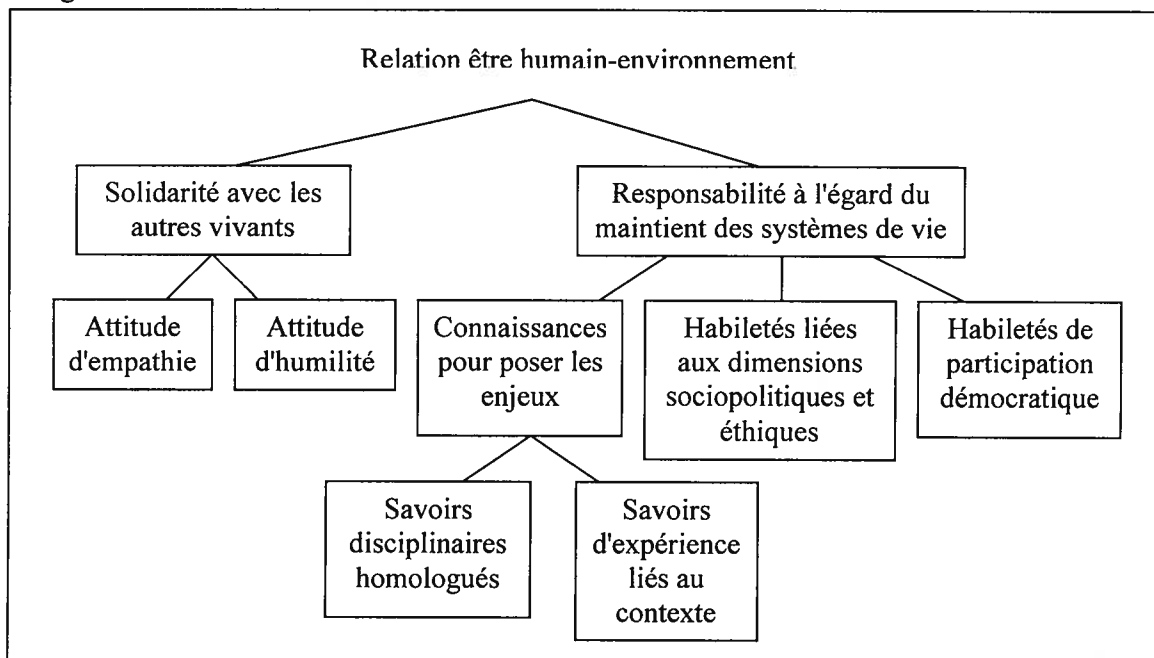 Relation être humain-environnement
Solidarité avec les
autres vivants
Responsabilité à l'égard du
maintient des systèmes de vie
Attitude
d'empathie
Attitude
d'humilité
Connaissances
pour poser les
enjeux
Habiletés liées
aux dimensions
sociopolitiques et
éthiques
Habiletés de
participation
démocratique
Savoirs
disciplinaires
homologués
Savoirs
d'expérience
liés au
contexte